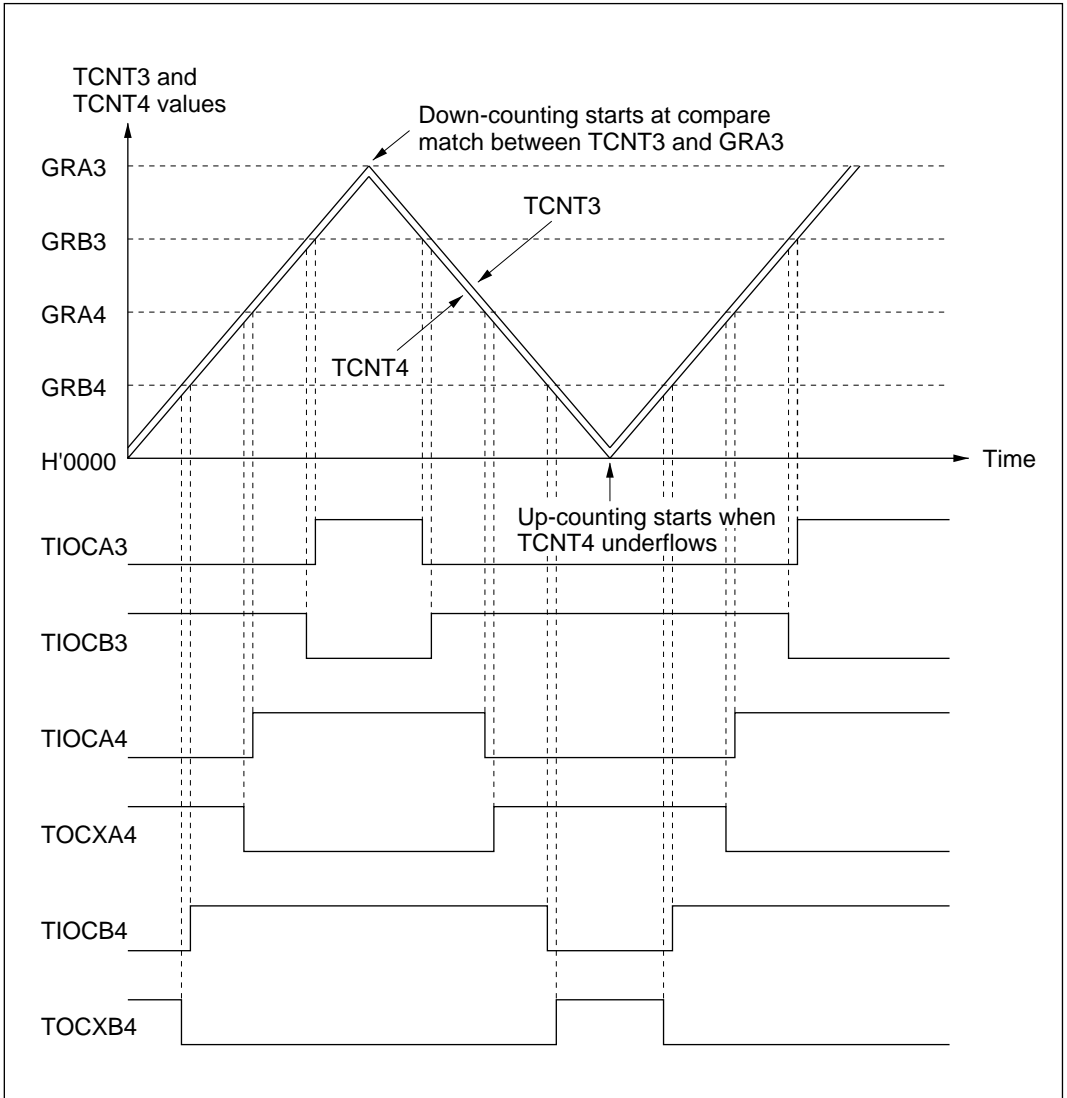 TCNT3 and
TCNT4 values
Down-counting starts at compare
match between TCNT3 and GRA3
GRA3
TCNT3
GRB3
GRA4
TCNT4
GRB4
H'0000
Time
Up-counting starts when
TCNT4 underflows
TIOCA3
TIOCB3
TIOCA4
TOCXA4
TIOCB4
TOCXB4